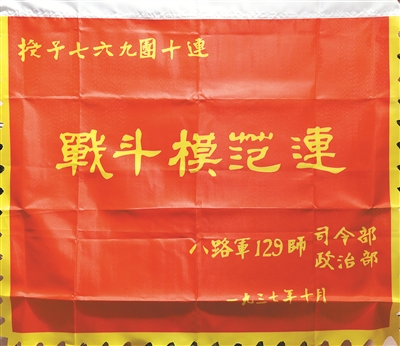 授予七六九團十連
戰斗模范連
八路軍129師 司令部
政治部
一九三七年十月